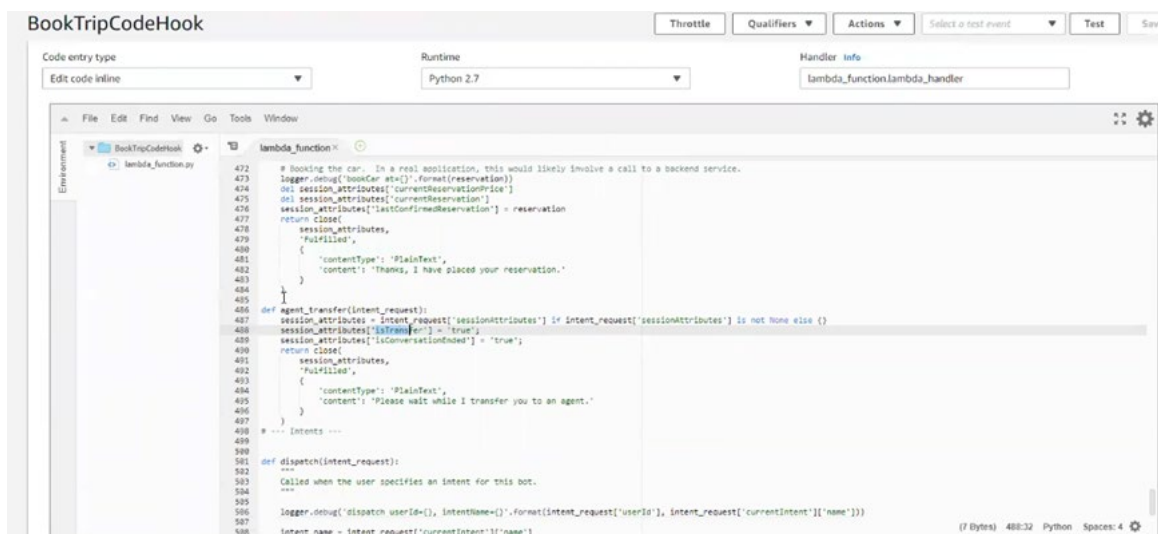 BookTripCodeHook
Throttle
Qualifiers ▼
Actions ▼
Select a test event ▼
Test
Code entry type
Runtime
Handler Info
Edit code inline ▼
Python 2.7 ▼
lambda_function.lambda_handler
File Edit Find View Go Tools Window
Environment
BookTripCodeHook
lambda_function ×
lambda_function.py
472 # Booking the car. In a real application, this would likely involve a call to a backend service.
473 logger.debug('bookCar at={}'.format(reservation))
474 del session_attributes['currentReservationPrice']
475 del session_attributes['currentReservation']
476 session_attributes['lastConfirmedReservation'] = reservation
477 return close(
478 session_attributes,
479 'Fulfilled',
480 {
481 'contentType': 'PlainText',
482 'content': 'Thanks, I have placed your reservation.'
483 }
484 )
485
486 def agent_transfer(intent_request):
487 session_attributes = intent_request['sessionAttributes'] if intent_request['sessionAttributes'] is not None else {}
488 session_attributes['isTransfer'] = 'true';
489 session_attributes['isConversationEnded'] = 'true';
490 return close(
491 session_attributes,
492 'Fulfilled',
493 {
494 'contentType': 'PlainText',
495 'content': 'Please wait while I transfer you to an agent.'
496 }
497 )
498 # --- Intents ---
499
500
501 def dispatch(intent_request):
502 """
503 Called when the user specifies an intent for this bot.
504 """
505
506 logger.debug('dispatch userId={}, intentName={}'.format(intent_request['userId'], intent_request['currentIntent']['name']))
507
508 intent_name = intent_request['currentIntent']['name']
(7 Bytes) 488:32 Python Spaces: 4